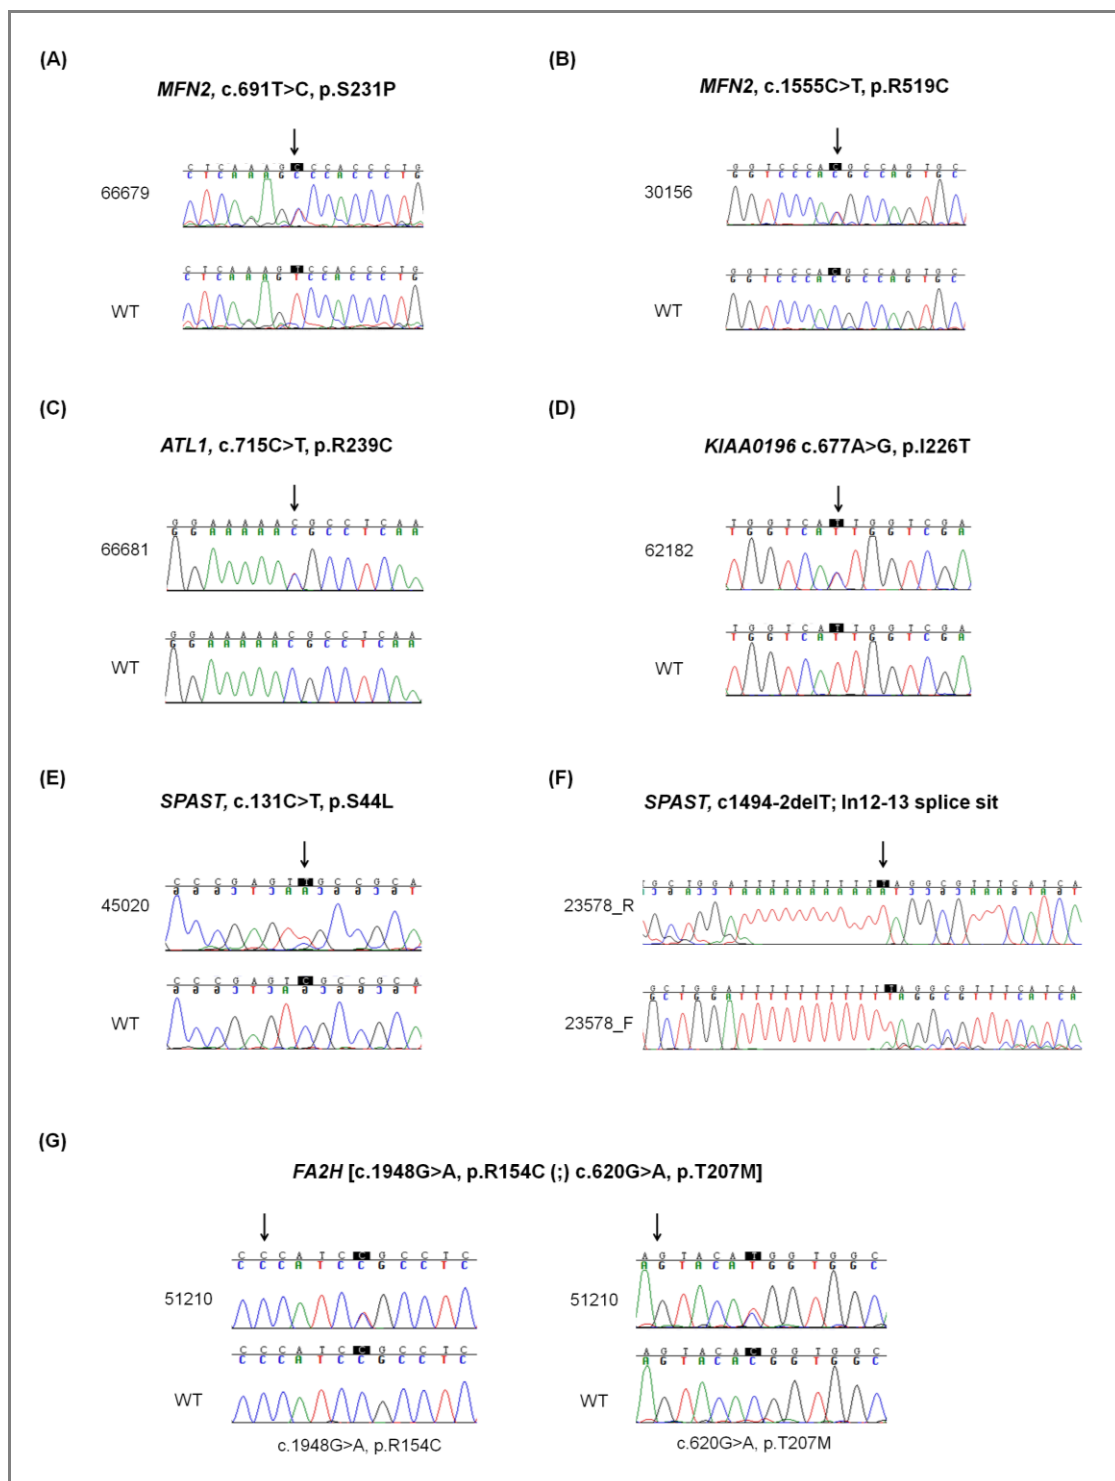 (A)
MFN2, c.691T>C, p.S231P
C T C A A A G C C C A C C C T G
C T C A A A G C C C A C C C T G
66679
C T C A A A G T C C A C C C T G
C T C A A A G T C C A C C C T G
WT
(B)
MFN2, c.1555C>T, p.R519C
G G T C C C A C G C C A G T G C
G G T C C C A C G C C A G T G C
30156
G G T C C C A C G C C A G T G C
G G T C C C A C G C C A G T G C
WT
(C)
ATL1, c.715C>T, p.R239C
G G A A A A A C G C C T C A A
G G A A A A A C G C C T C A A
66681
G G A A A A A C G C C T C A A
G G A A A A A C G C C T C A A
WT
(D)
KIAA0196 c.677A>G, p.I226T
T G G T C A T T G G T C G A
T G G T C A T T G G T C G A
62182
T G G T C A T T G G T C G A
T G G T C A T T G G T C G A
WT
(E)
SPAST, c.131C>T, p.S44L
C C C G A G T T G C C G C A
45020
C C C G A G T C G C C G C A
WT
(F)
SPAST, c1494-2delT; In12-13 splice sit
23578_R
G C T G G A T T T T T T T T T T T A G G C G T T T C A T C A
G C T G G A T T T T T T T T T T T A G G C G T T T C A T C A
23578_F
(G)
FA2H [c.1948G>A, p.R154C (;) c.620G>A, p.T207M]
C C C A T C C G C C T C
C C C A T C C G C C T C
51210
C C C A T C C G C C T C
C C C A T C C G C C T C
WT
c.1948G>A, p.R154C
A G T A C A T G G T G G C
A G T A C A T G G T G G C
51210
A G T A C A C G G T G G C
A G T A C A C G G T G G C
WT
c.620G>A, p.T207M